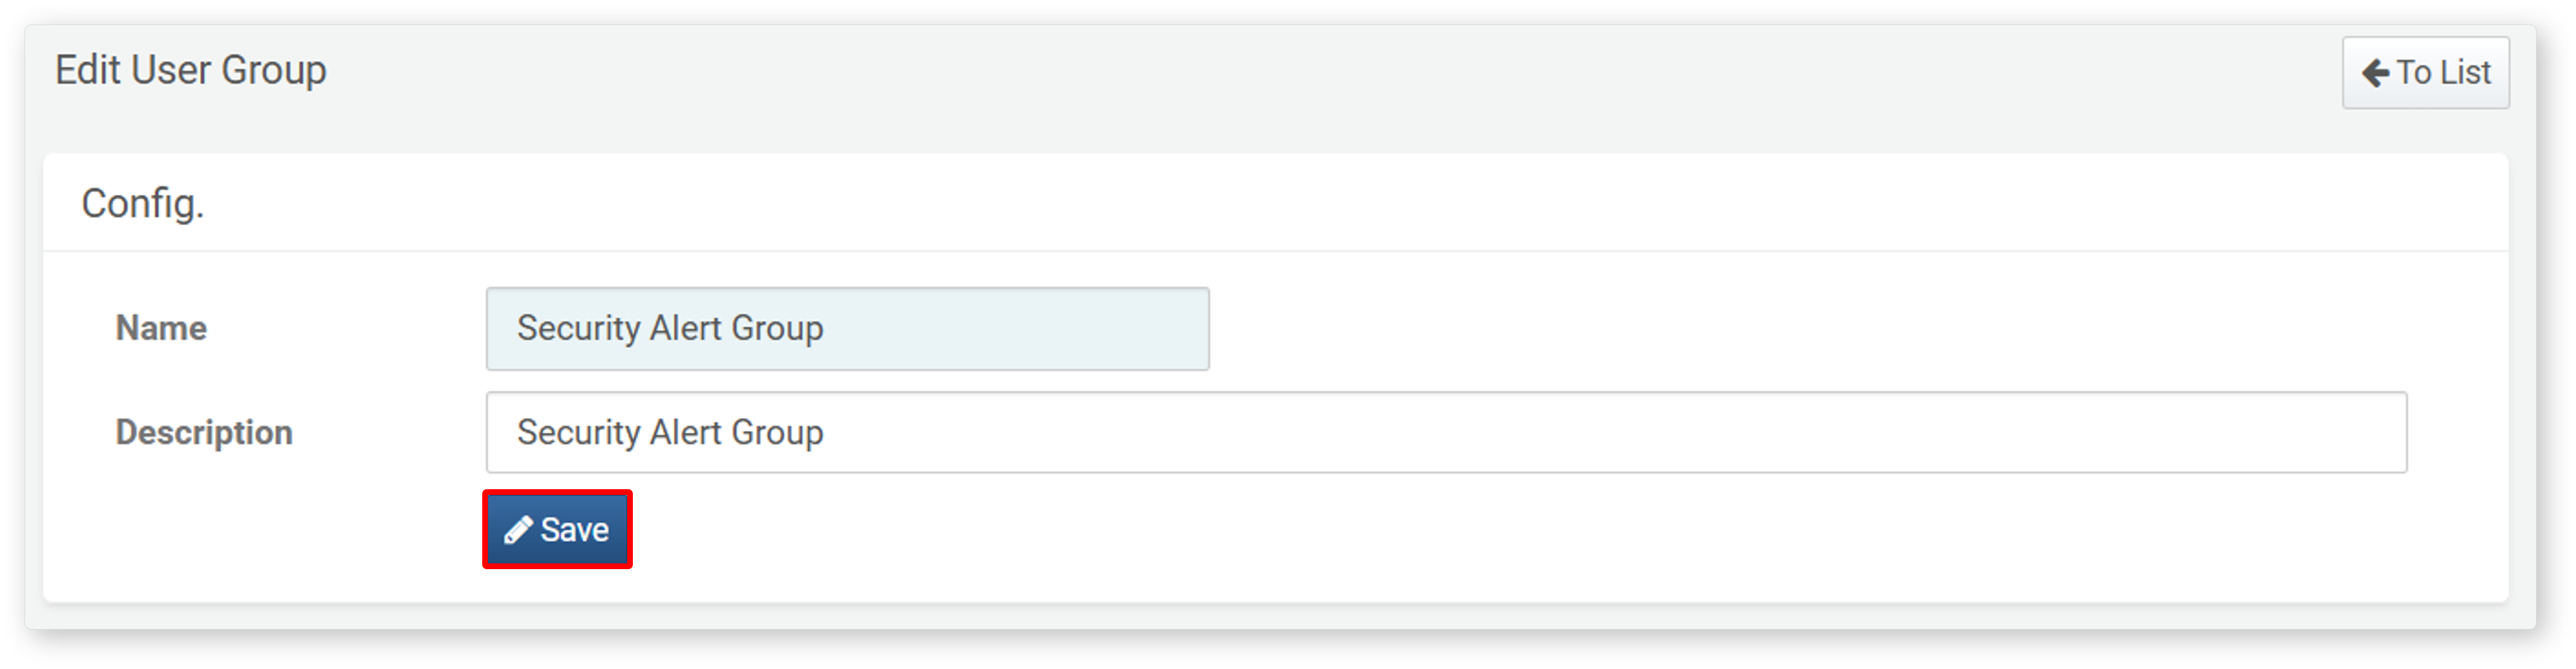 Edit User Group
To List
Config.
Name
Security Alert Group
Description
Security Alert Group
Save